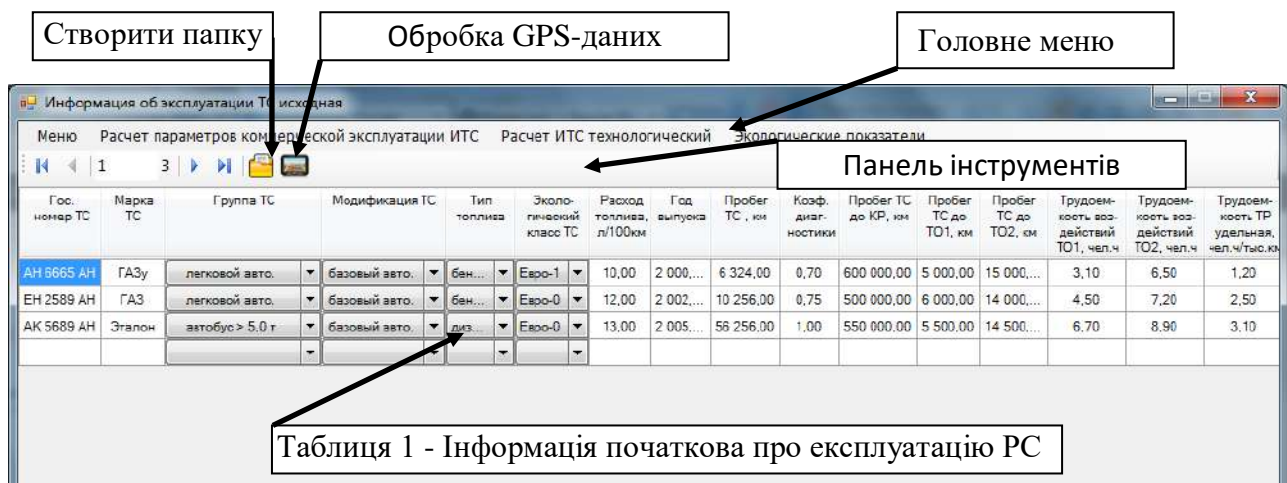 Створити папку
Обробка GPS-даних
Головне меню
Информация об эксплуатации ТС исходная
Меню Расчет параметров коммерческой эксплуатации ИТС Расчет ИТС технологический Экологические показатели
1 3
Панель інструментів
Гос. номер ТС Марка ТС Группа ТС Модификация ТС Тип топлива Эколо-гический класс ТС Расход топлива, л/100км Год выпуска Пробег ТС , км Коэф. диаг-ностики Пробег ТС до КР, км Пробег ТС до ТО1, км Пробег ТС до ТО2, км Трудоем-кость воз-действий ТО1, чел.ч Трудоем-кость воз-действий ТО2, чел.ч Трудоем-кость ТР удельная, чел.ч/тыс.км
АН 6665 АН ГАЗу легковой авто. базовый авто. бен... Евро-1 10,00 2 000,... 6 324,00 0,70 600 000,00 5 000,00 15 000,... 3,10 6,50 1,20
ЕН 2589 АН ГАЗ легковой авто. базовый авто. бен... Евро-0 12,00 2 002,... 10 256,00 0,75 500 000,00 6 000,00 14 000,... 4,50 7,20 2,50
АК 5689 АН Эталон автобус > 5.0 т базовый авто. диз... Евро-0 13,00 2 005,... 56 256,00 1,00 550 000,00 5 500,00 14 500,... 6,70 8,90 3,10
Таблиця 1 - Інформація початкова про експлуатацію РС